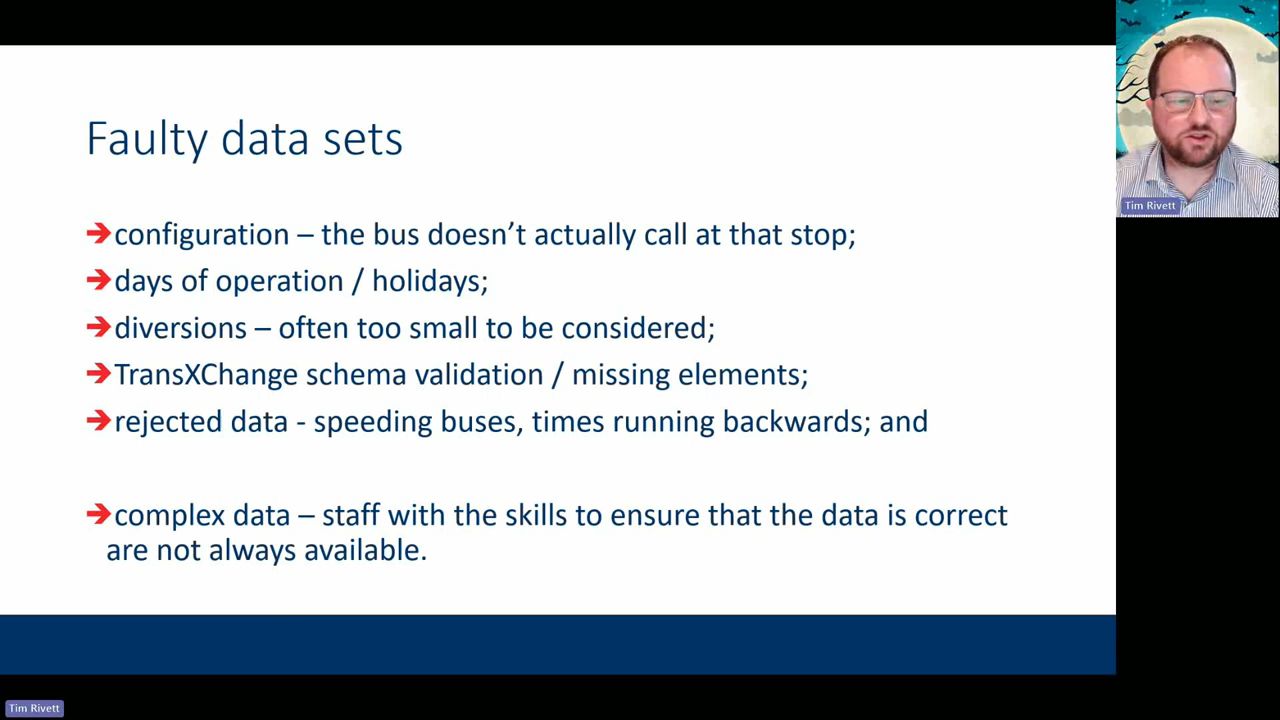 Faulty data sets
➔configuration – the bus doesn’t actually call at that stop;
➔days of operation / holidays;
➔diversions – often too small to be considered;
➔TransXChange schema validation / missing elements;
➔rejected data - speeding buses, times running backwards; and
➔complex data – staff with the skills to ensure that the data is correct
are not always available.
Tim Rivett
Tim Rivett